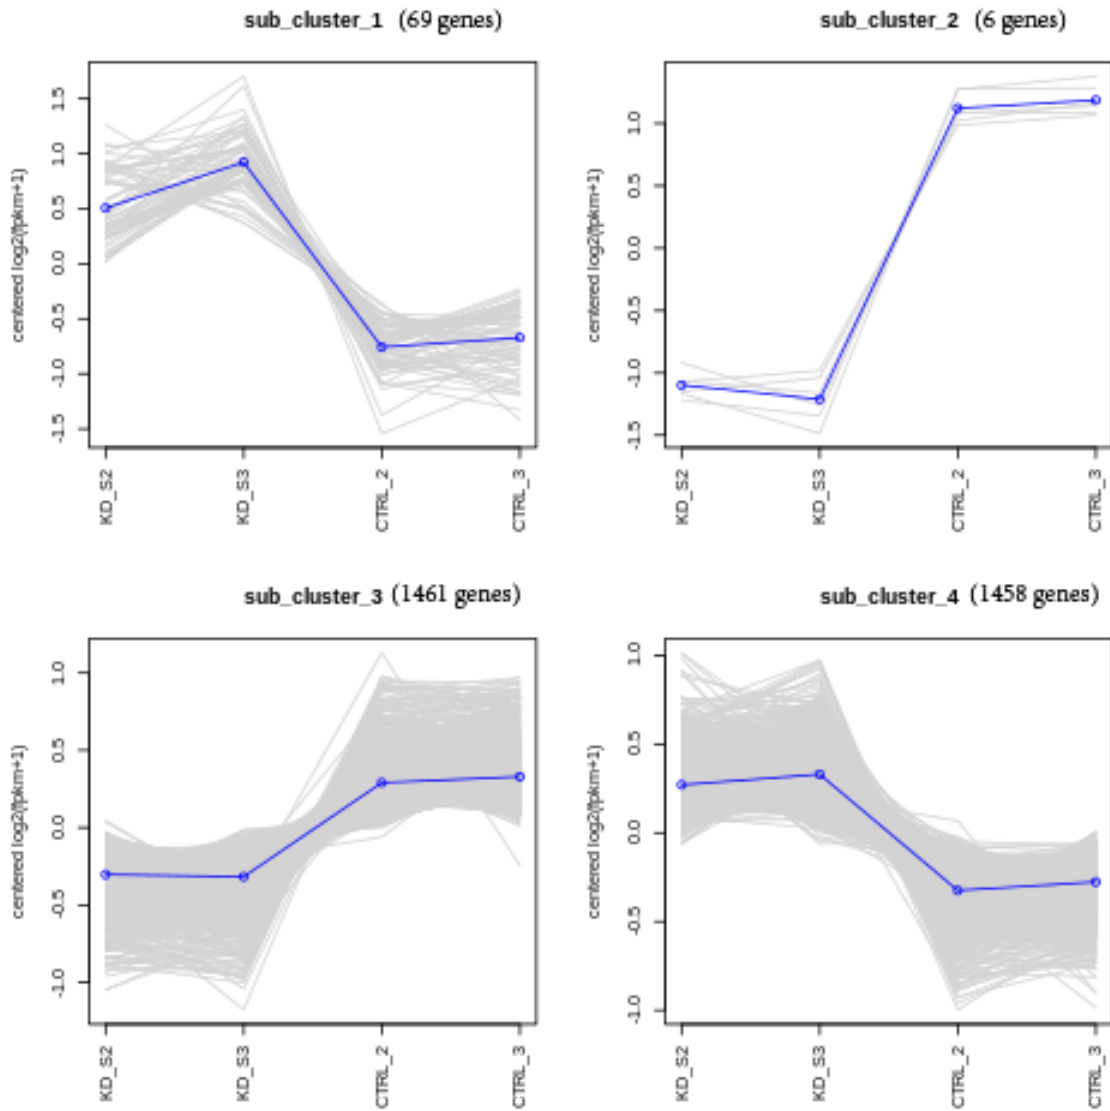 sub_cluster_1 (69 genes)
centered log2(fpkm+1)
1.5
1.0
0.5
0.0
-0.5
-1.0
-1.5
KD_S2
KD_S3
CTRL_2
CTRL_3
sub_cluster_2 (6 genes)
centered log2(fpkm+1)
1.0
0.5
0.0
-0.5
-1.0
-1.5
KD_S2
KD_S3
CTRL_2
CTRL_3
sub_cluster_3 (1461 genes)
centered log2(fpkm+1)
1.0
0.5
0.0
-0.5
-1.0
KD_S2
KD_S3
CTRL_2
CTRL_3
sub_cluster_4 (1458 genes)
centered log2(fpkm+1)
1.0
0.5
0.0
-0.5
-1.0
KD_S2
KD_S3
CTRL_2
CTRL_3